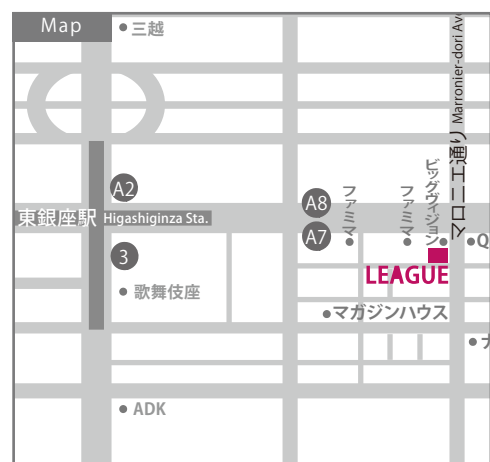 Map
三越
マロニエ通り Marronier-dori Av
A2
A8
ファミマ
ファミマ
ビッグヴィジョン
東銀座駅 Higashiginza Sta.
A7
Q
3
LEAGUE
歌舞伎座
マガジンハウス
ADK